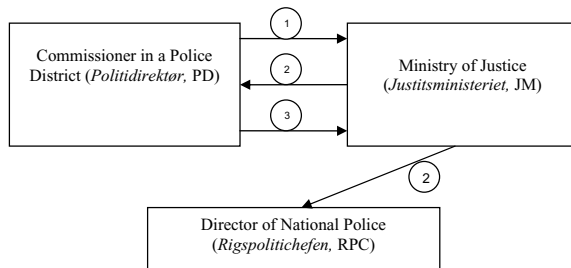 Commissioner in a Police
District (Politidirektør, PD)
1
2
3
Ministry of Justice
(Justitsministeriet, JM)
2
Director of National Police
(Rigspolitichefen, RPC)